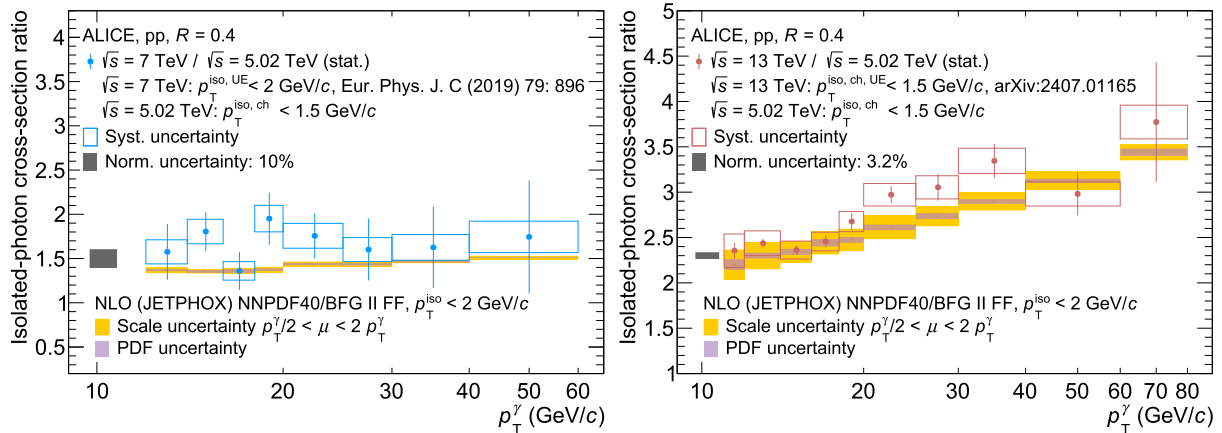 Isolated-photon cross-section ratio
4
3.5
3
2.5
2
1.5
1
0.5
ALICE, pp, R = 0.4
√s = 7 TeV / √s = 5.02 TeV (stat.)
√s = 7 TeV: p_T^{iso, UE} < 2 GeV/c, Eur. Phys. J. C (2019) 79: 896
√s = 5.02 TeV: p_T^{iso, ch} < 1.5 GeV/c
Syst. uncertainty
Norm. uncertainty: 10%
NLO (JETPHOX) NNPDF40/BFG II FF, p_T^{iso} < 2 GeV/c
Scale uncertainty p_T^γ/2 < μ < 2 p_T^γ
PDF uncertainty
10 20 30 40 50 60
p_T^γ (GeV/c)
Isolated-photon cross-section ratio
5
4.5
4
3.5
3
2.5
2
1.5
1
ALICE, pp, R = 0.4
√s = 13 TeV / √s = 5.02 TeV (stat.)
√s = 13 TeV: p_T^{iso, ch, UE} < 1.5 GeV/c, arXiv:2407.01165
√s = 5.02 TeV: p_T^{iso, ch} < 1.5 GeV/c
Syst. uncertainty
Norm. uncertainty: 3.2%
NLO (JETPHOX) NNPDF40/BFG II FF, p_T^{iso} < 2 GeV/c
Scale uncertainty p_T^γ/2 < μ < 2 p_T^γ
PDF uncertainty
10 20 30 40 50 60 70 80
p_T^γ (GeV/c)